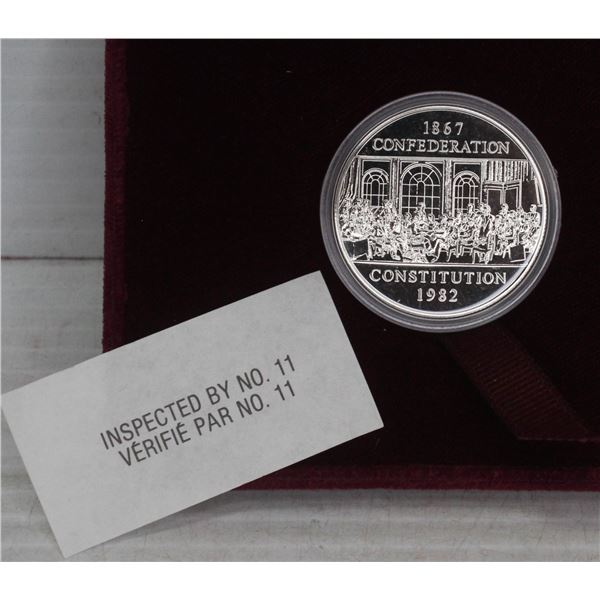 1867
CONFEDERATION
CONSTITUTION
1982
INSPECTED BY NO. 11
VÉRIFIÉ PAR NO. 11